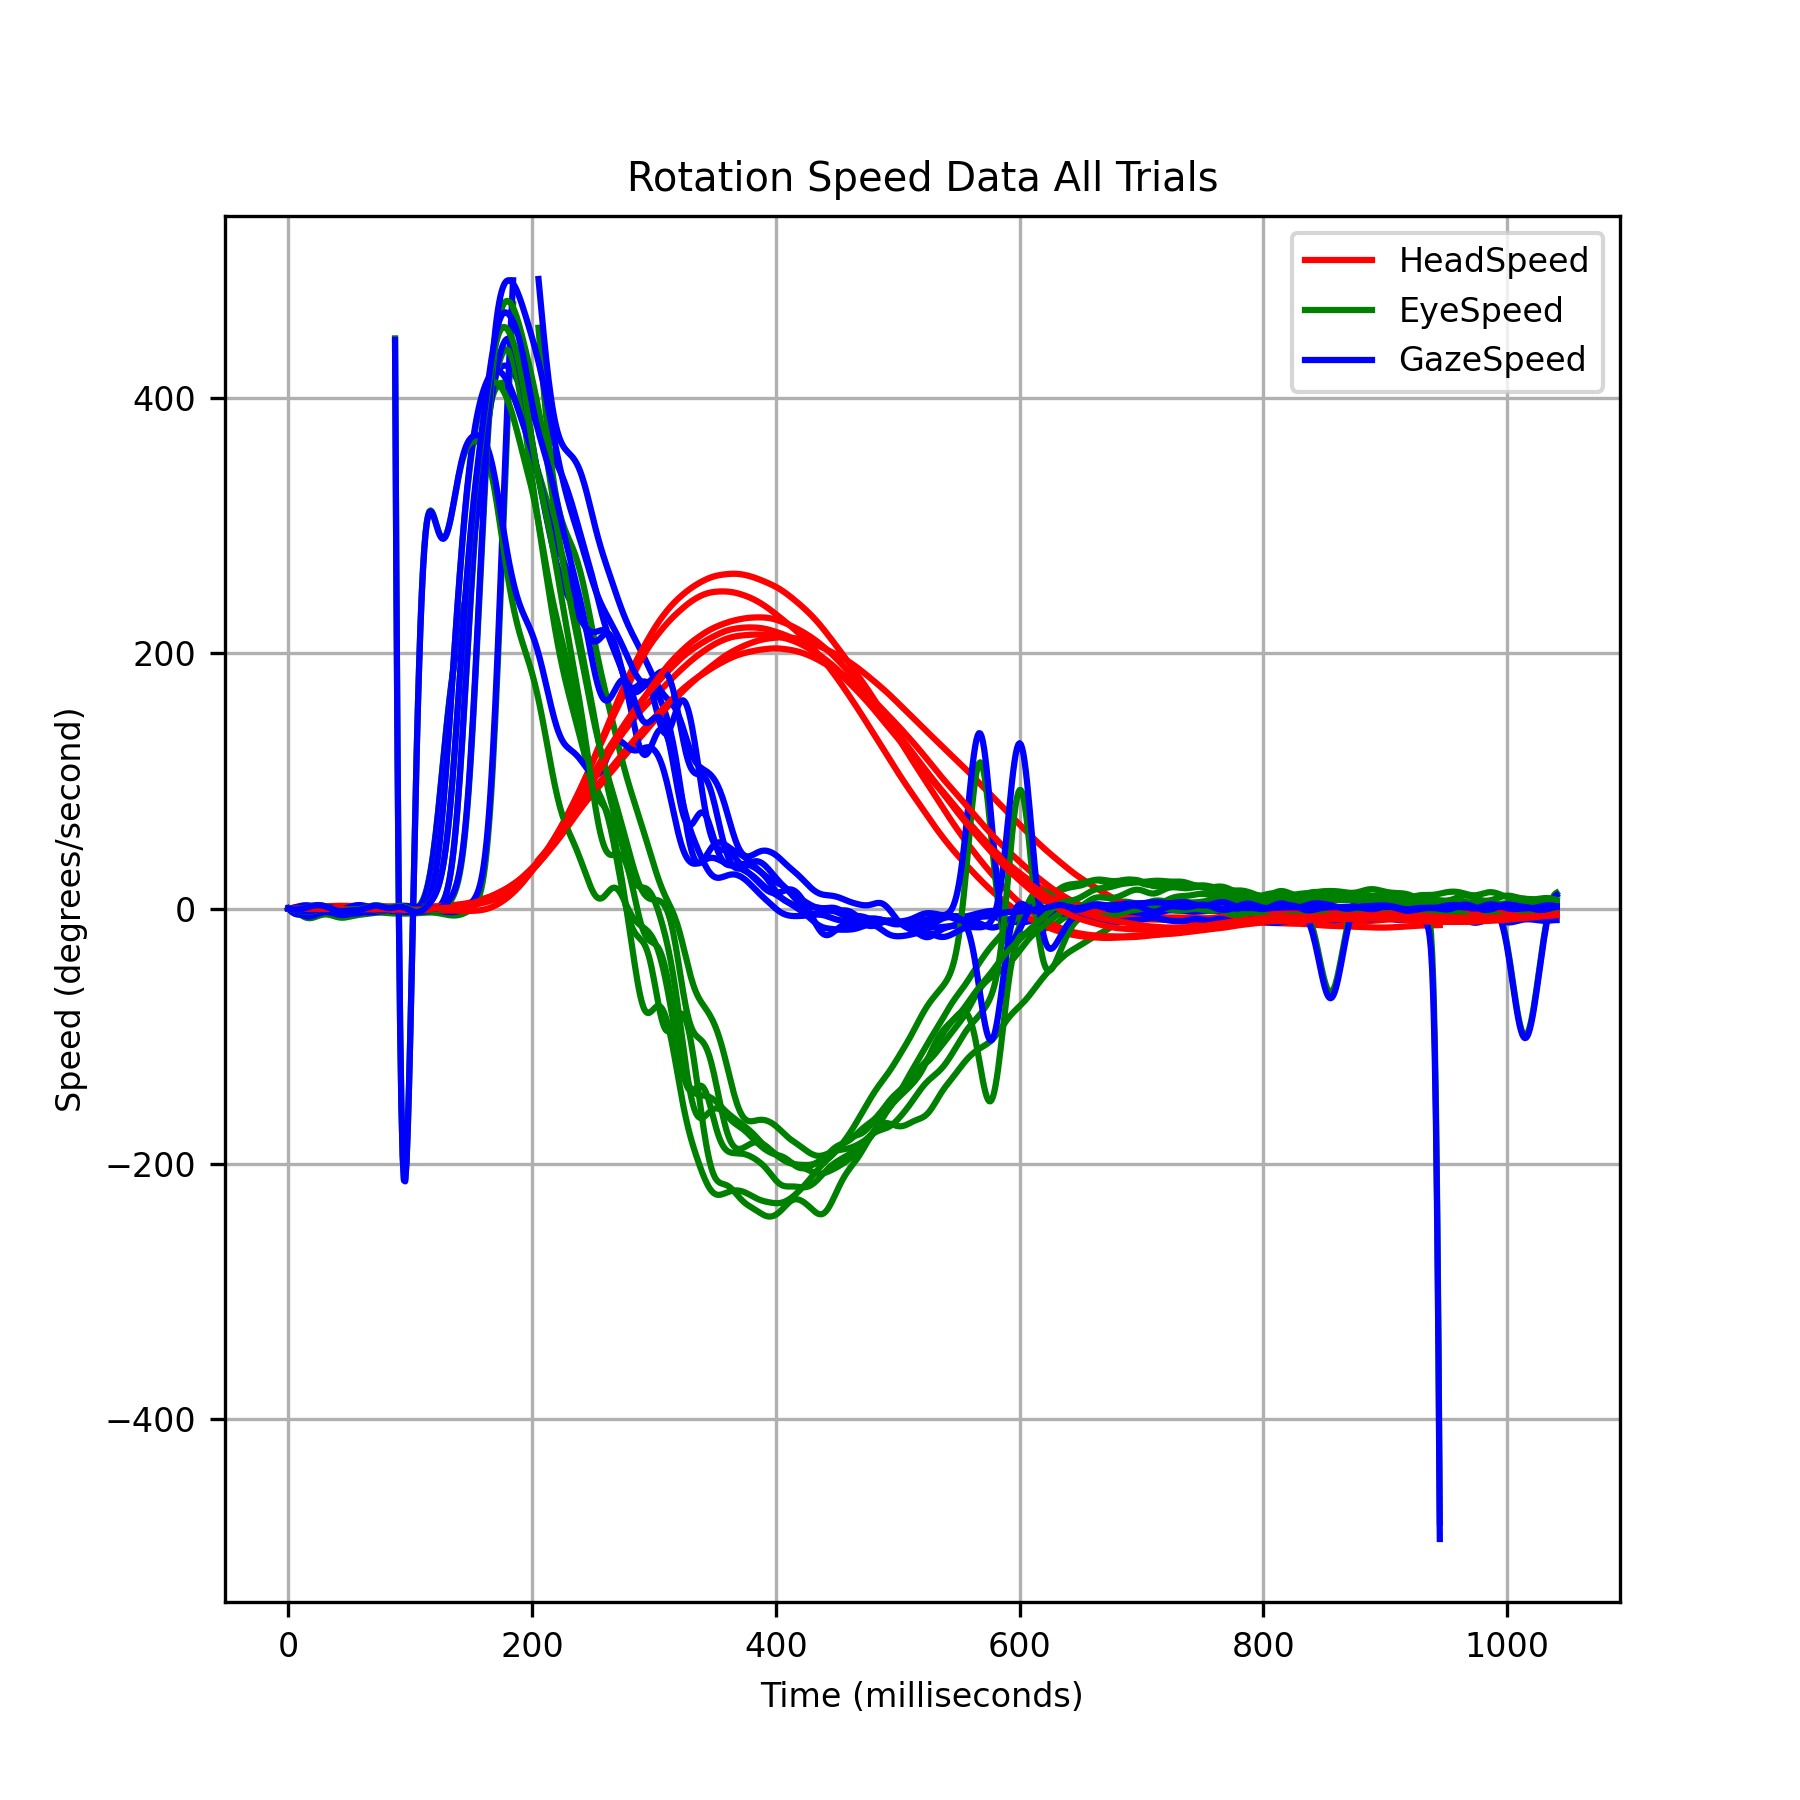 Rotation Speed Data All Trials
HeadSpeed
EyeSpeed
GazeSpeed
Speed (degrees/second)
400
200
0
−200
−400
0 200 400 600 800 1000
Time (milliseconds)